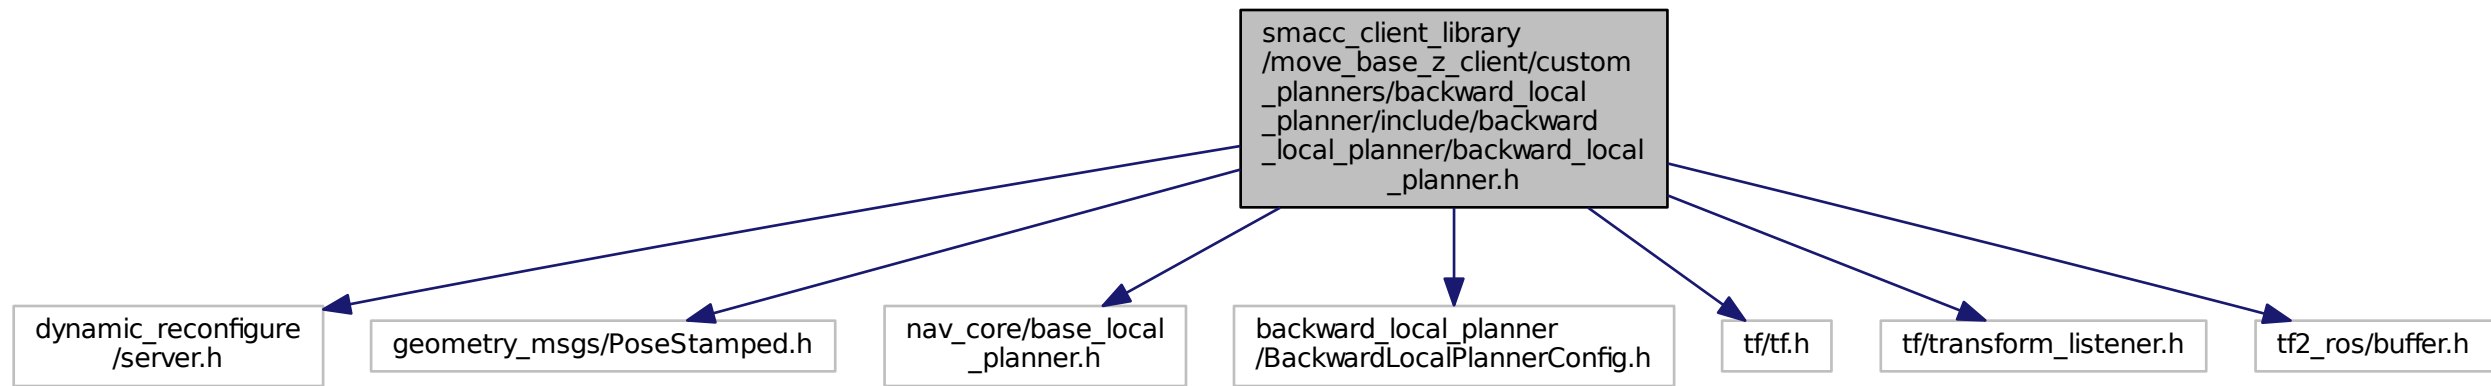 smacc_client_library
/move_base_z_client/custom
_planners/backward_local
_planner/include/backward
_local_planner/backward_local
_planner.h
dynamic_reconfigure
/server.h
geometry_msgs/PoseStamped.h
nav_core/base_local
_planner.h
backward_local_planner
/BackwardLocalPlannerConfig.h
tf/tf.h
tf/transform_listener.h
tf2_ros/buffer.h